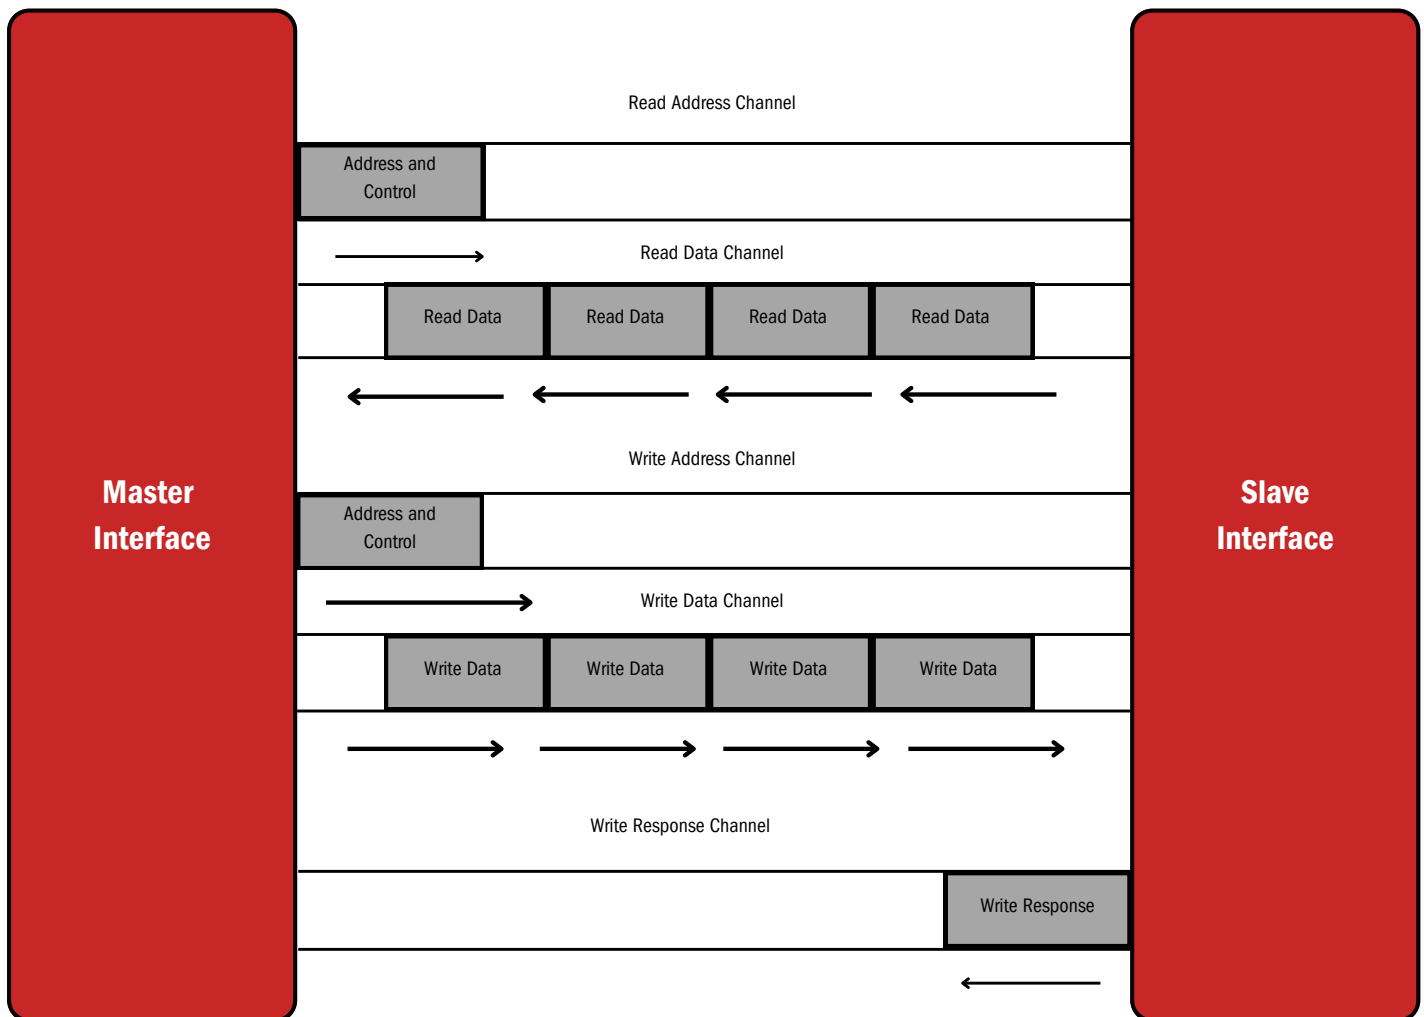 Read Address Channel
Address and
Control
Read Data Channel
Read Data
Read Data
Read Data
Read Data
Write Address Channel
Master
Interface
Slave
Interface
Address and
Control
Write Data Channel
Write Data
Write Data
Write Data
Write Data
Write Response Channel
Write Response